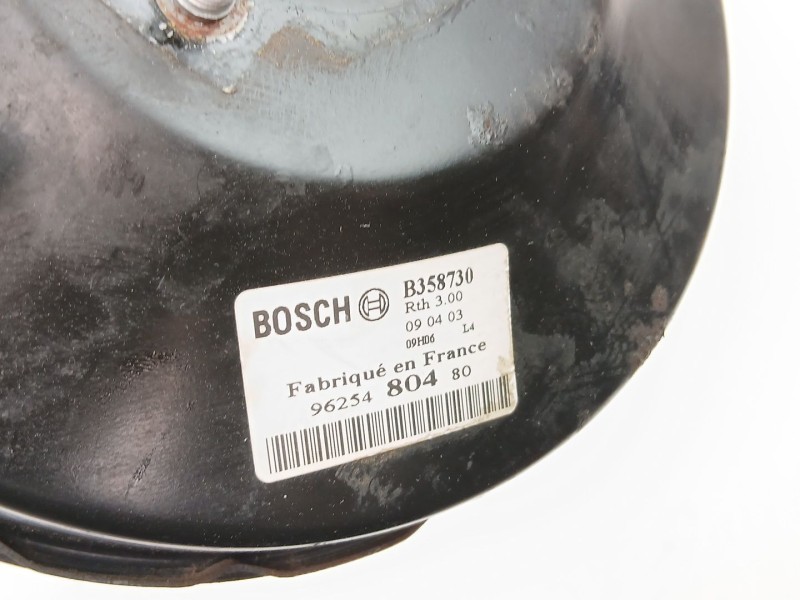 BOSCH B358730
Rth 3.00
09 04 03
09H06 L4
Fabriqué en France
96254 804 80